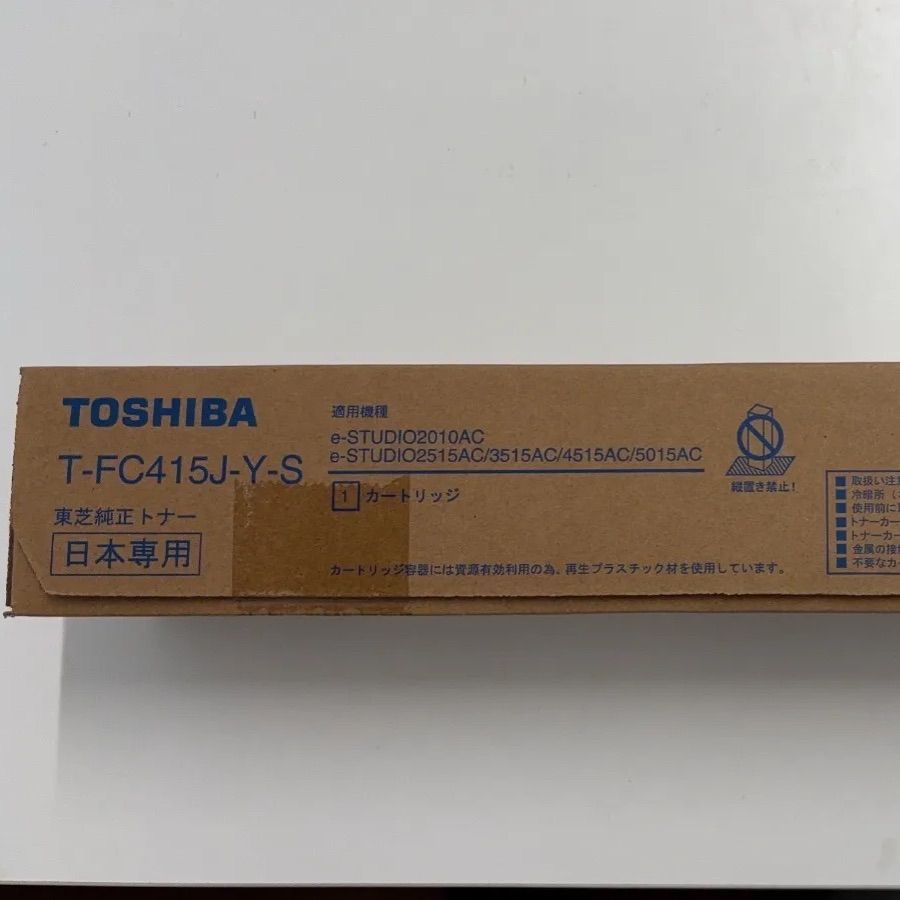 TOSHIBA
T-FC415J-Y-S
東芝純正トナー
日本専用
適用機種
e-STUDIO2010AC
e-STUDIO2515AC/3515AC/4515AC/5015AC
1 カートリッジ
カートリッジ容器には資源有効利用の為、再生プラスチック材を使用しています。
縦置き禁止!
■ 取扱い注
■ 冷暗所
■ 使用前に
■ トナーカー
■ トナーカー
■ 金属の接
■ 不要なカ